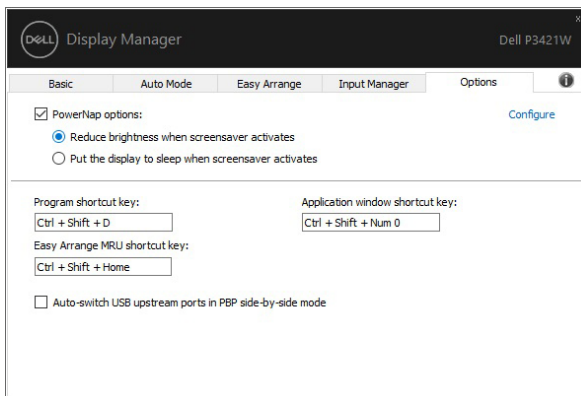 DELL Display Manager Dell P3421W
Basic Auto Mode Easy Arrange Input Manager Options
PowerNap options: Configure
Reduce brightness when screensaver activates
Put the display to sleep when screensaver activates
Program shortcut key: Application window shortcut key:
Ctrl + Shift + D Ctrl + Shift + Num 0
Easy Arrange MRU shortcut key:
Ctrl + Shift + Home
Auto-switch USB upstream ports in PBP side-by-side mode